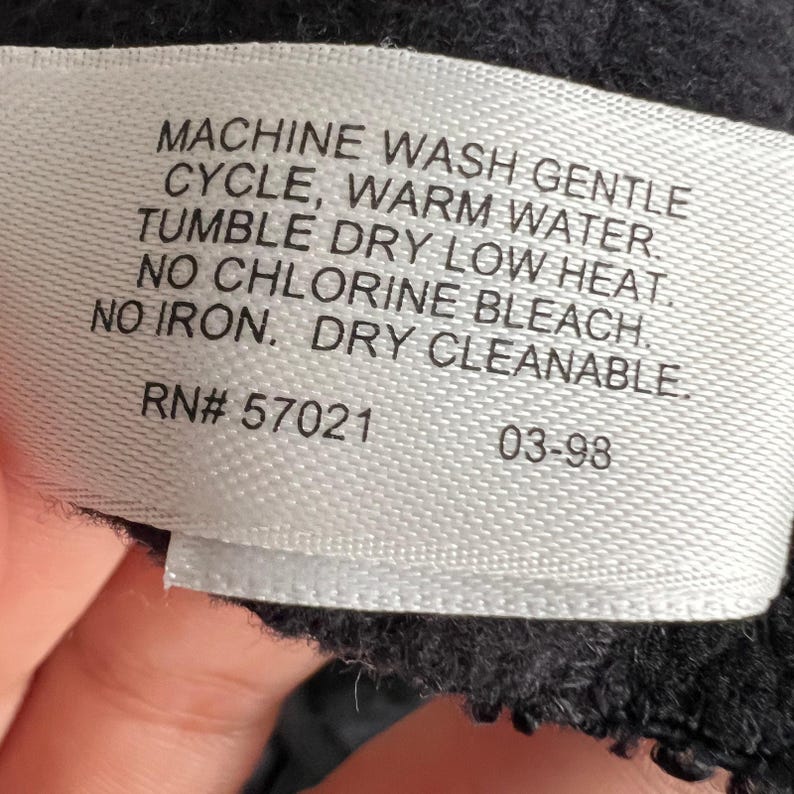 MACHINE WASH GENTLE
CYCLE, WARM WATER.
TUMBLE DRY LOW HEAT.
NO CHLORINE BLEACH.
NO IRON. DRY CLEANABLE.
RN# 57021 03-98